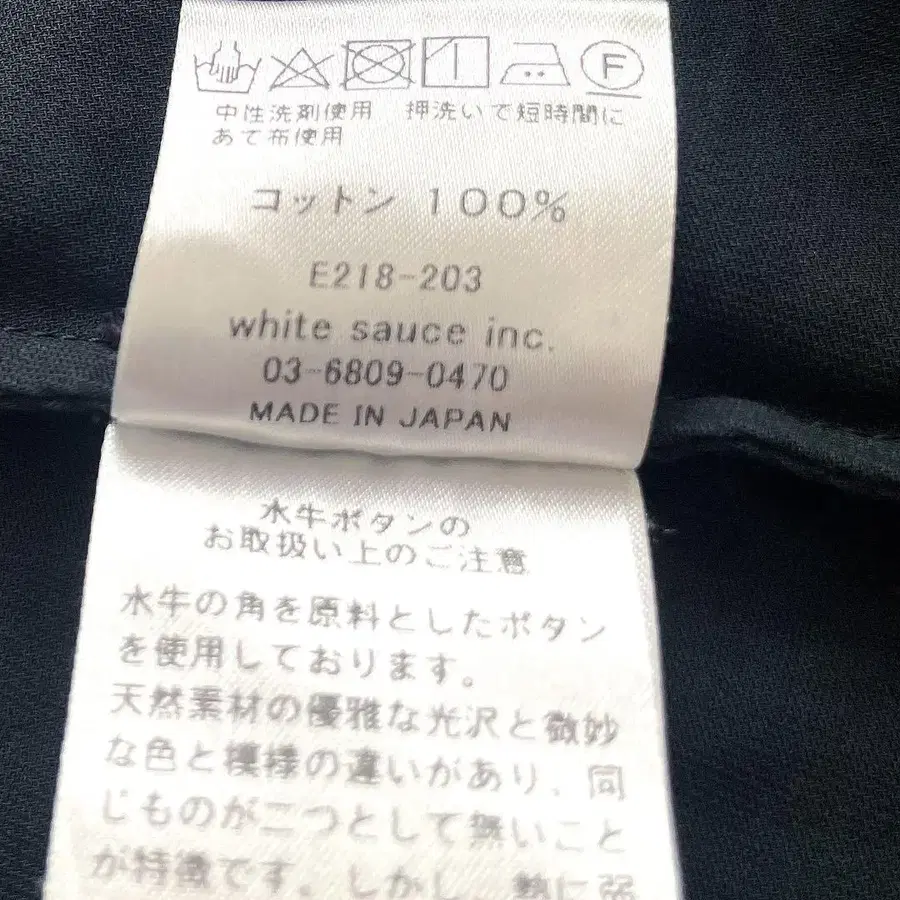 F
中性洗剤使用　押洗いで短時間に
あて布使用
コットン 100%
E218-203
white sauce inc.
03-6809-0470
MADE IN JAPAN
水牛ボタンの
お取扱い上のご注意
水牛の角を原料としたボタン
を使用しております。
天然素材の優雅な光沢と微妙
な色と模様の違いがあり、同
じものが二つとして無いこと
が特徴です。しかし、熱に弱